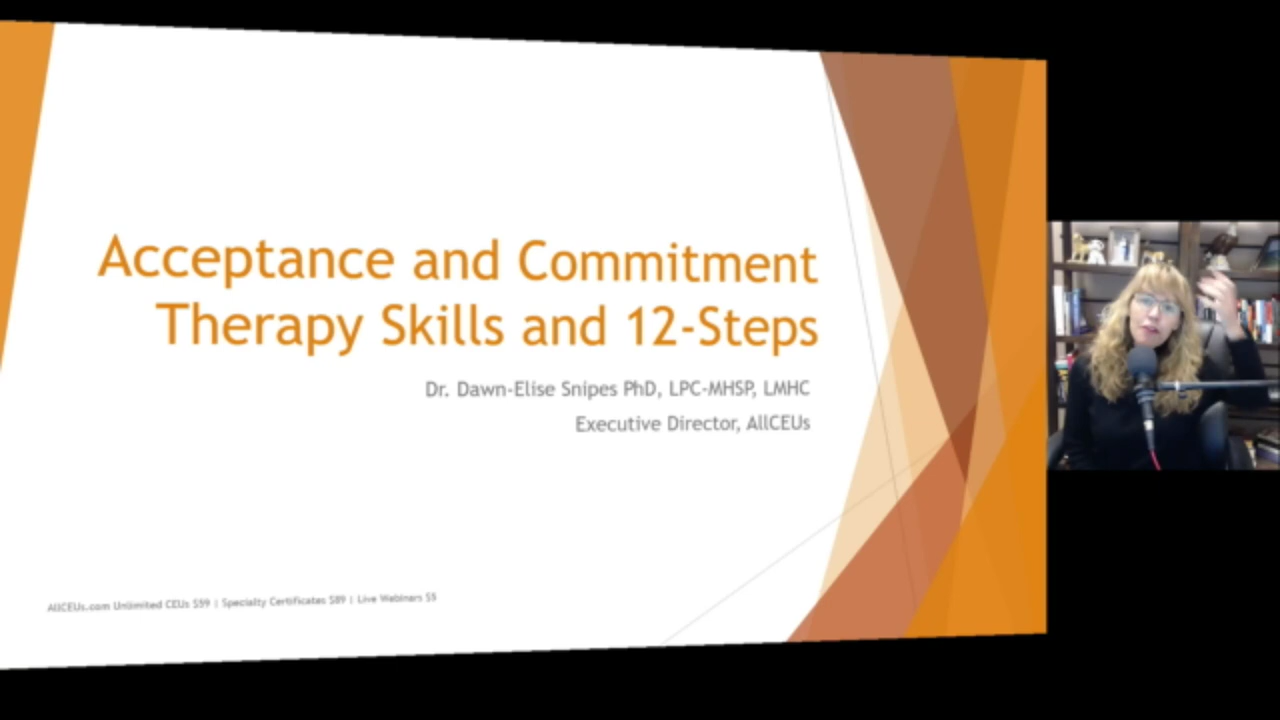 Acceptance and Commitment
Therapy Skills and 12-Steps
Dr. Dawn-Elise Snipes PhD, LPC-MHSP, LMHC
Executive Director, AllCEUs
AllCEUs.com Unlimited CEUs $59 | Specialty Certificates $89 | Live Webinars $5